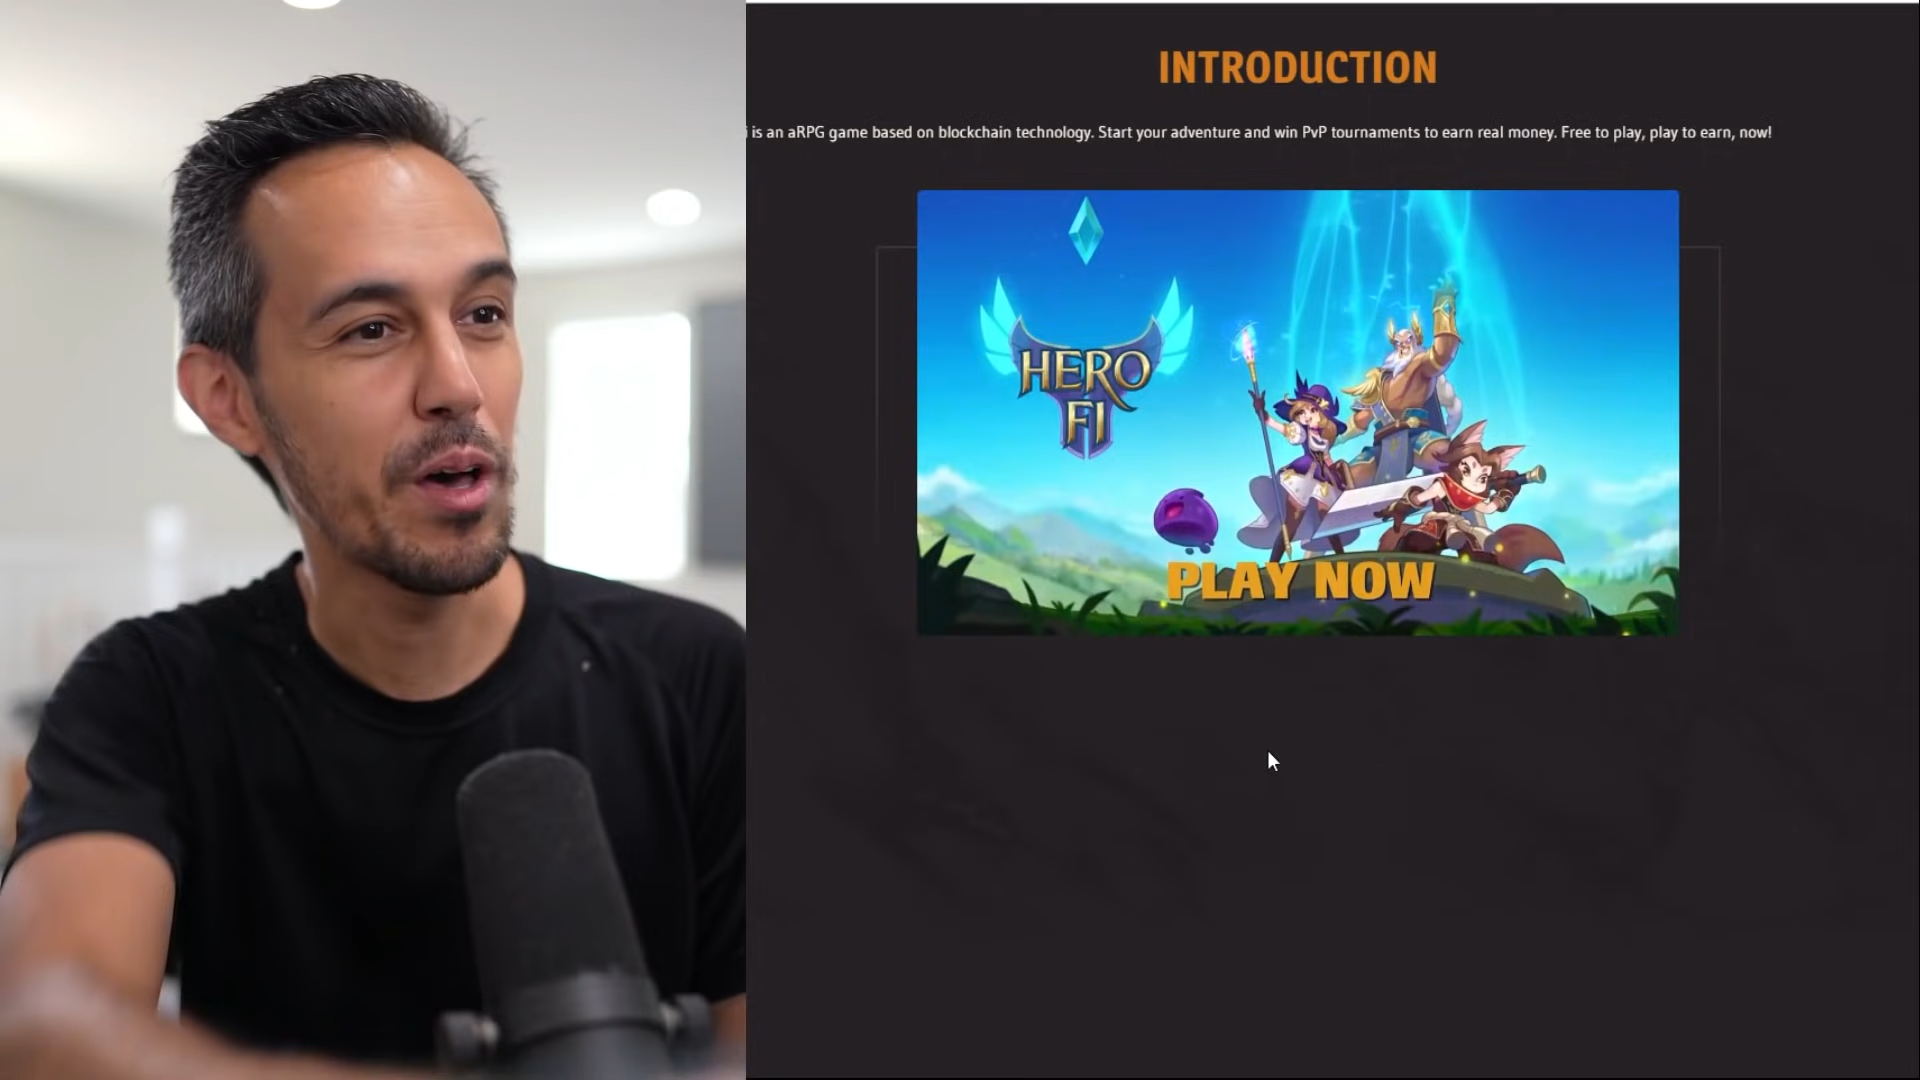 INTRODUCTION
i is an aRPG game based on blockchain technology. Start your adventure and win PvP tournaments to earn real money. Free to play, play to earn, now!
HERO
FI
PLAY NOW